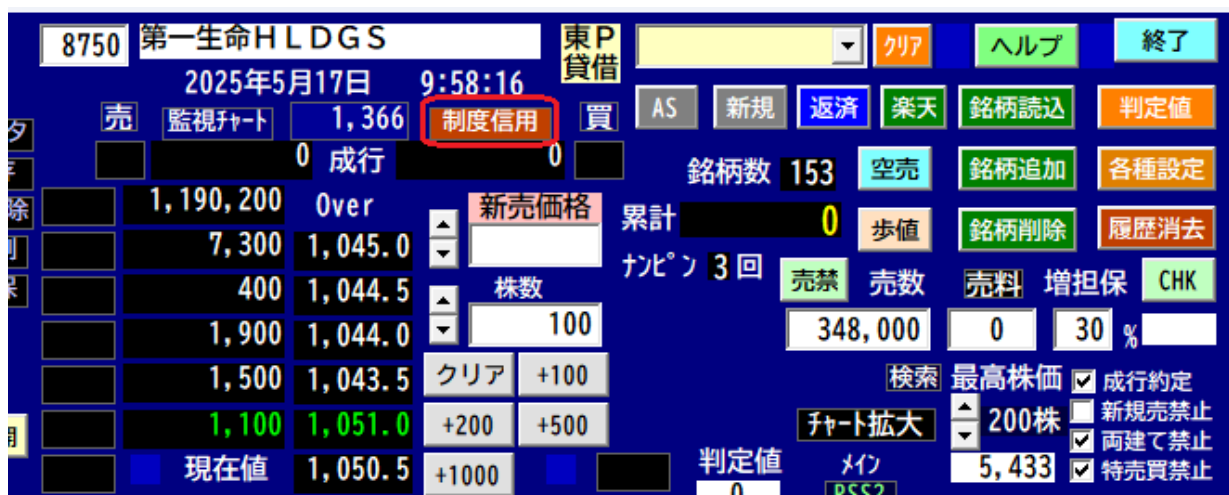 8750 第一生命HLDGS 東P クリア ヘルプ 終了
2025年5月17日 9:58:16 貸借
売 監視ﾁｬｰﾄ 1,366 制度信用 買 AS 新規 返済 楽天 銘柄読込 判定値
0 成行 0 銘柄数 153 空売 銘柄追加 各種設定
除 1,190,200 Over 新売価格 累計 0 歩値 銘柄削除 履歴消去
7,300 1,045.0 ﾅﾝﾋﾟﾝ 3回 売禁 売数 売料 増担保 CHK
400 1,044.5 株数
1,900 1,044.0 100 348,000 0 30 %
1,500 1,043.5 クリア +100 検索 最高株価 成行約定
1,100 1,051.0 +200 +500 ﾁｬｰﾄ拡大 200株 新規売禁止
両建て禁止
現在値 1,050.5 +1000 判定値 ﾒｲﾝ 5,433 特売買禁止
0 RSS2